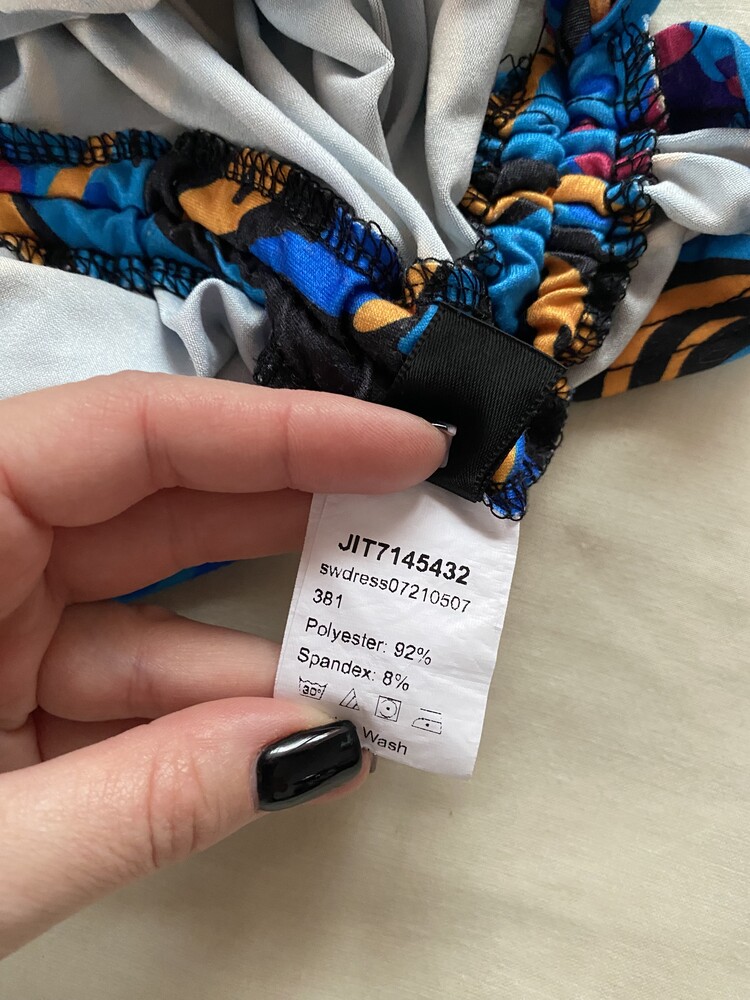 JIT7145432
swdress07210507
381
Polyester: 92%
Spandex: 8%
30°
Wash